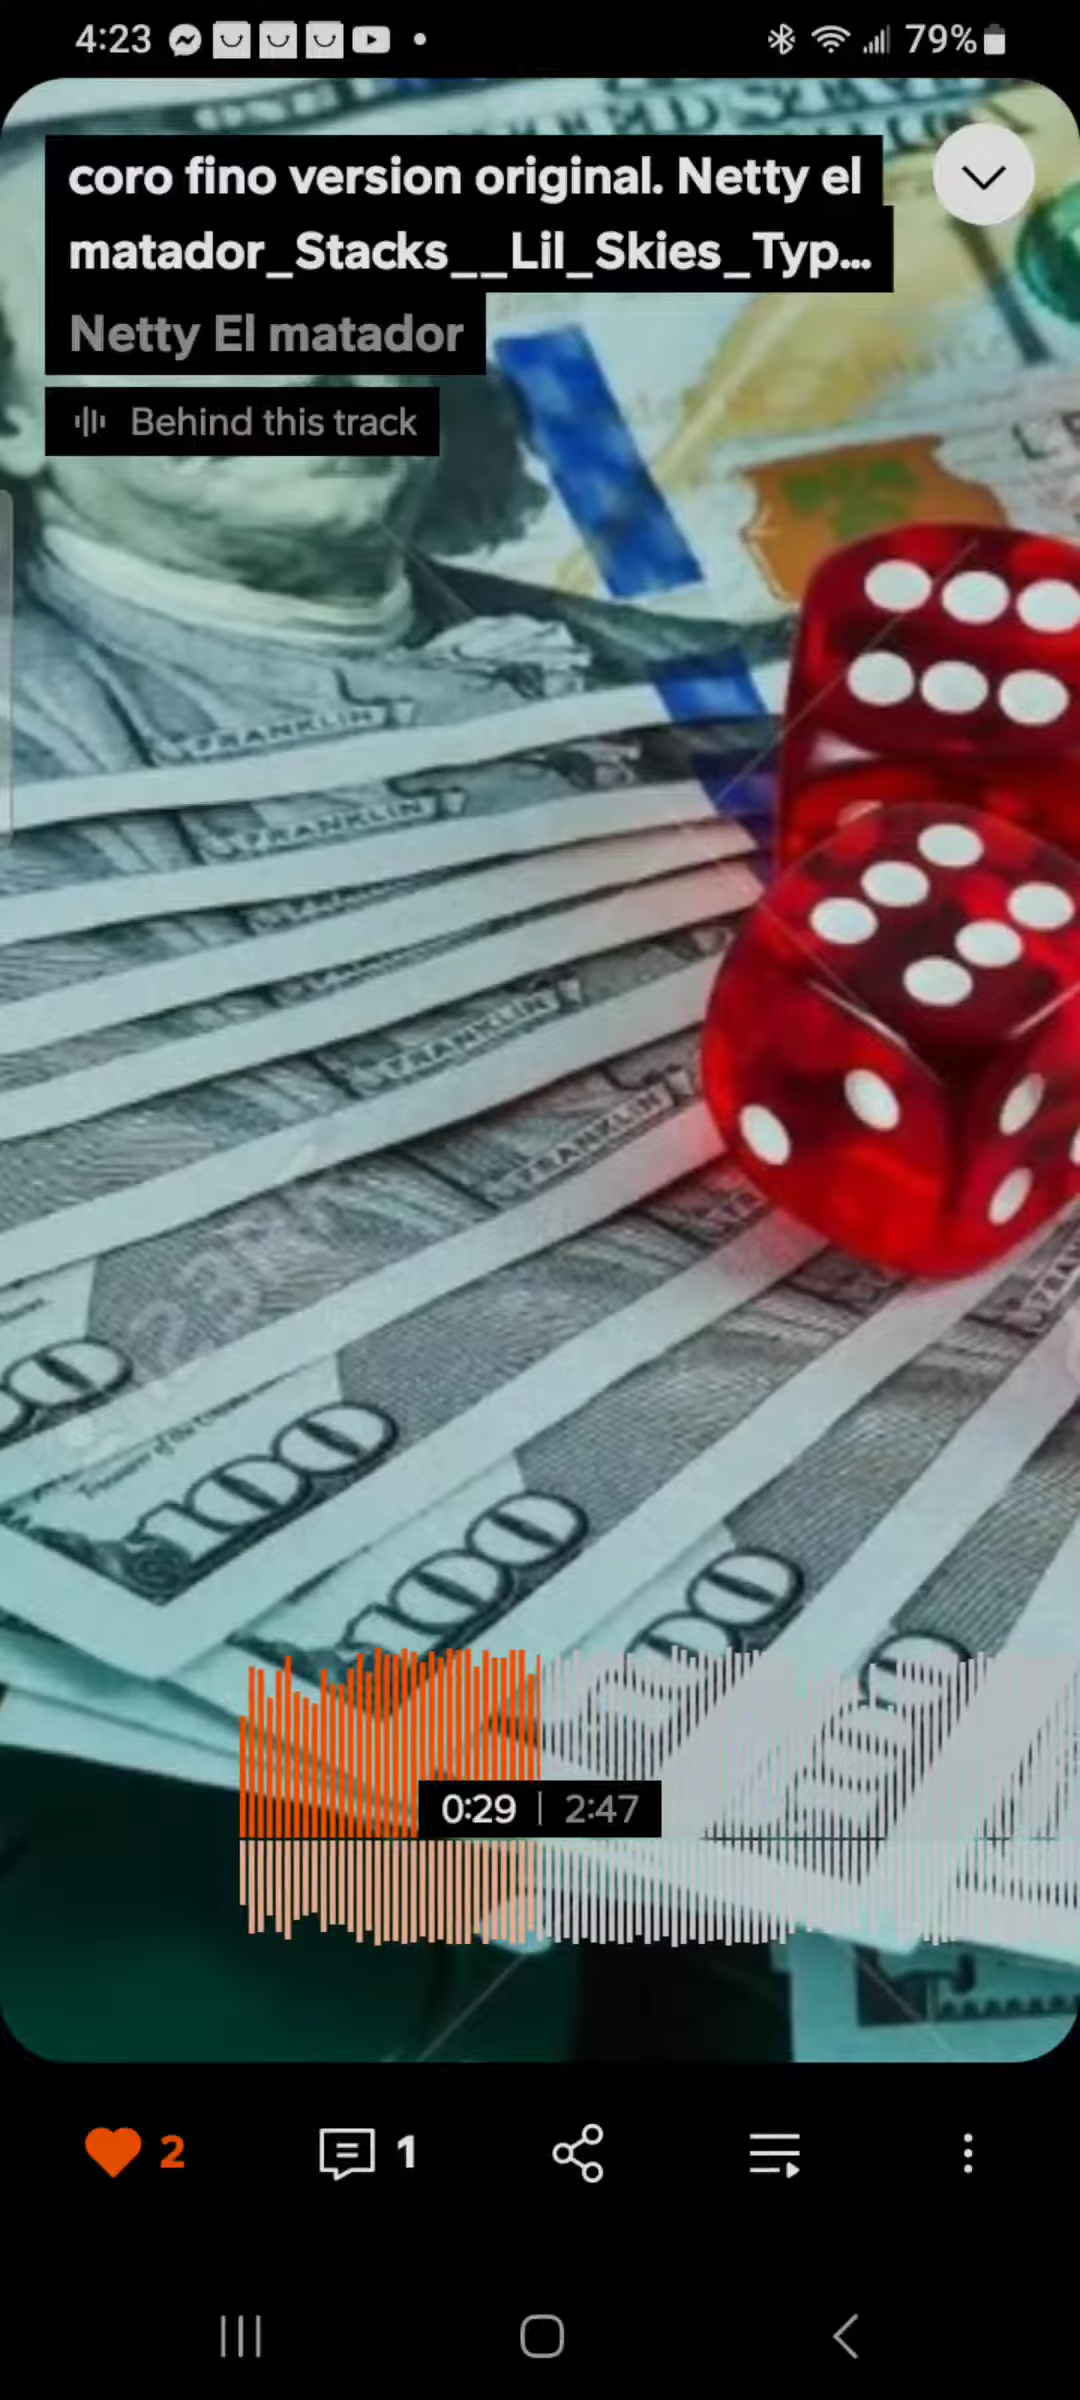 4:23
79%
coro fino version original. Netty el
matador_Stacks__Lil_Skies_Typ...
Netty El matador
Behind this track
FRANKLIN
FRANKLIN
FRANKLIN
FRANKLIN
100
100
100
100
0:29 | 2:47
2
1